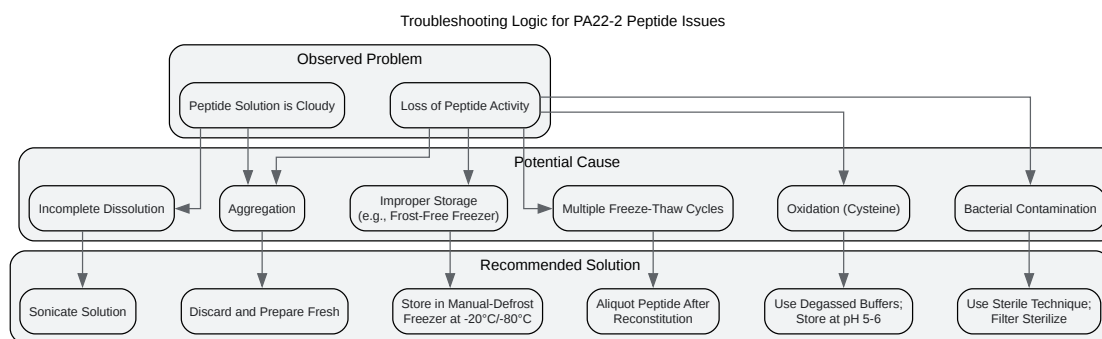 Troubleshooting Logic for PA22-2 Peptide Issues
Observed Problem
Peptide Solution is Cloudy
Loss of Peptide Activity
Potential Cause
Incomplete Dissolution
Aggregation
Improper Storage
(e.g., Frost-Free Freezer)
Multiple Freeze-Thaw Cycles
Oxidation (Cysteine)
Bacterial Contamination
Recommended Solution
Sonicate Solution
Discard and Prepare Fresh
Store in Manual-Defrost
Freezer at -20°C/-80°C
Aliquot Peptide After
Reconstitution
Use Degassed Buffers;
Store at pH 5-6
Use Sterile Technique;
Filter Sterilize